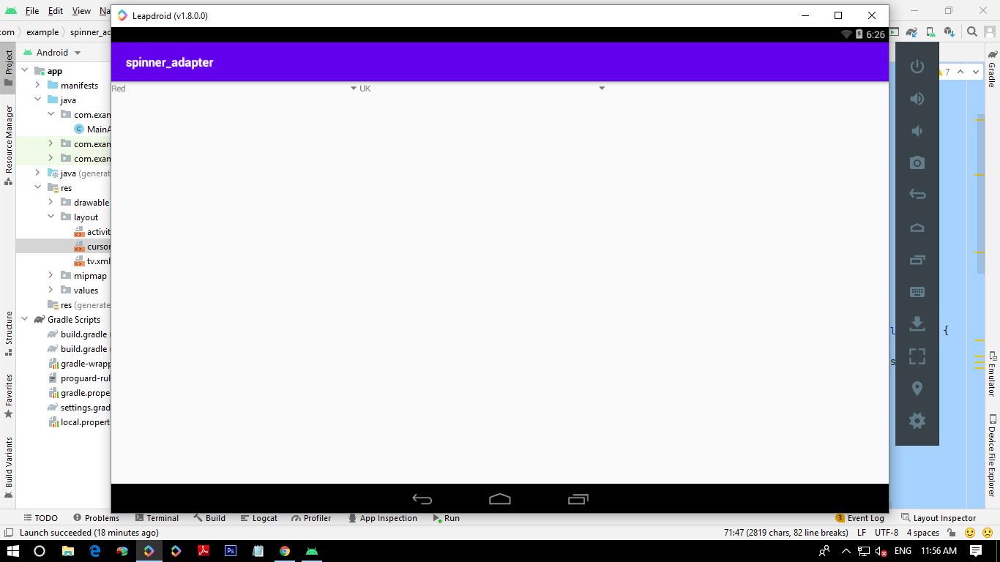 File Edit View Na
Leapdroid (v1.8.0.0)
com example spinner_ad
6:26
Android
spinner_adapter
7
Red
UK
app
manifests
java
com.exan
C MainA
com.exan
com.exan
java (generat
res
drawable
layout
activit
cursor
tv.xml
mipmap
values
res (generate
Gradle Scripts
build.gradle (
build.gradle (
gradle-wrapp
proguard-rul
gradle.prope
settings.grad
local.propert
Project
Resource Manager
Structure
Favorites
Build Variants
l {
s
Gradle
Emulator
Device File Explorer
TODO Problems Terminal Build Logcat Profiler App Inspection Run 3 Event Log Layout Inspector
Launch succeeded (18 minutes ago) 71:47 (2819 chars, 82 line breaks) LF UTF-8 4 spaces
Ps ENG 11:56 AM